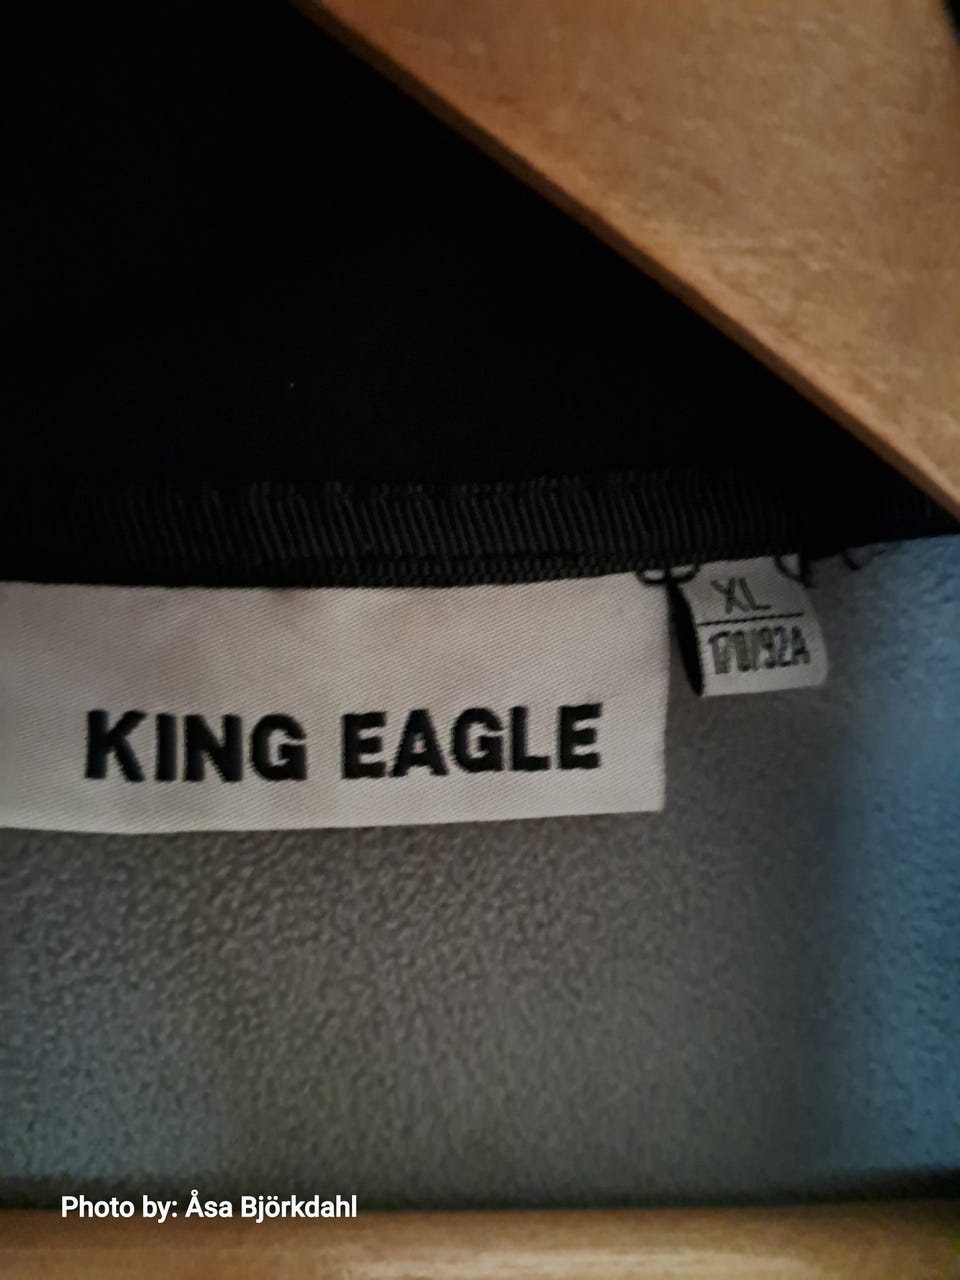 XL
170/92A
KING EAGLE
Photo by: Åsa Björkdahl